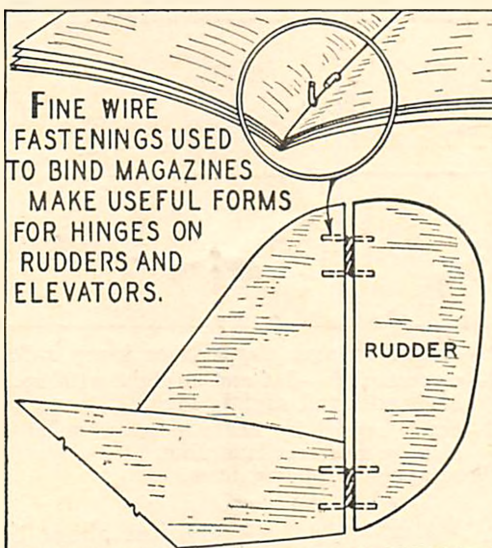 FINE WIRE
FASTENINGS USED
TO BIND MAGAZINES
MAKE USEFUL FORMS
FOR HINGES ON
RUDDERS AND
ELEVATORS.
RUDDER